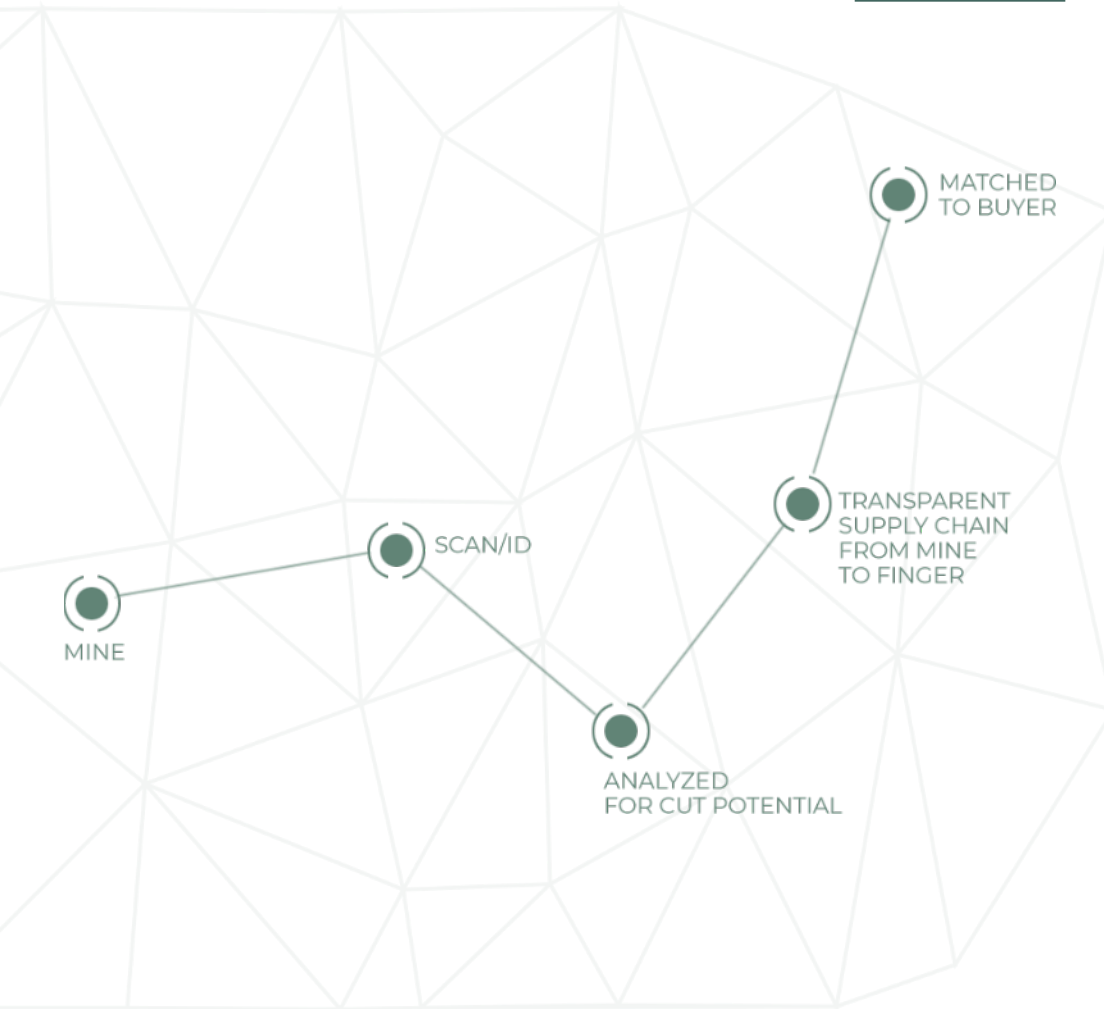 MATCHED
TO BUYER
TRANSPARENT
SUPPLY CHAIN
FROM MINE
TO FINGER
SCAN/ID
MINE
ANALYZED
FOR CUT POTENTIAL